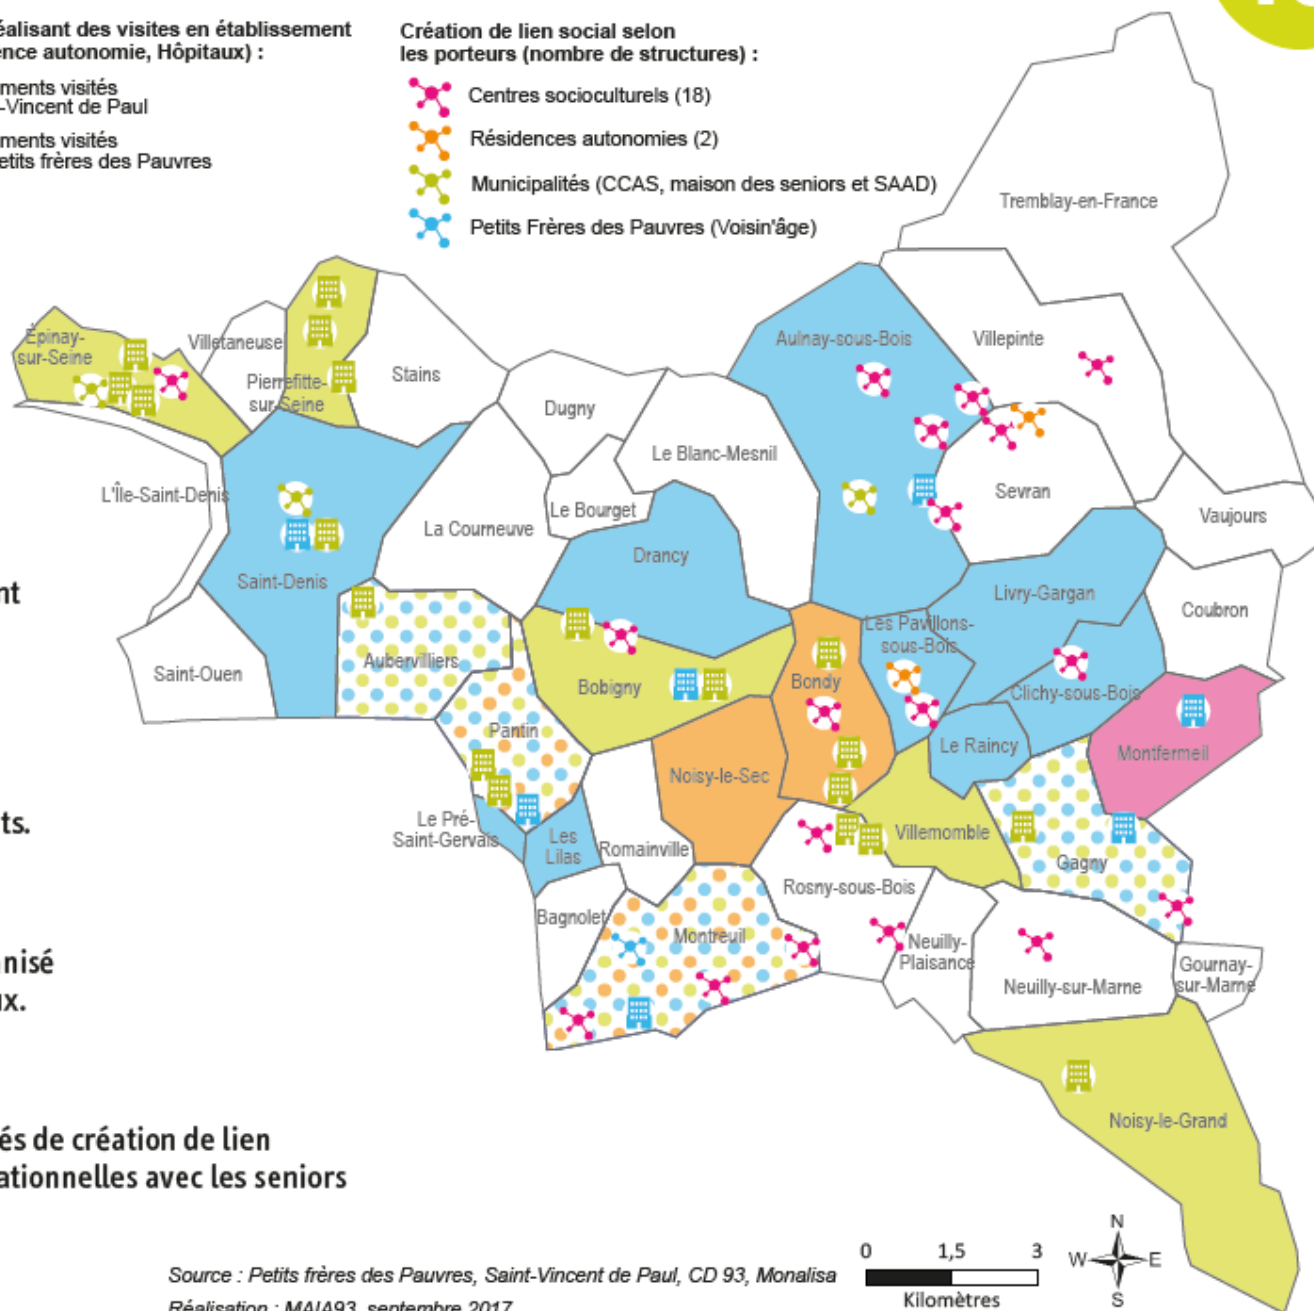 éalisant des visites en établissement
ence autonomie, Hôpitaux) :
ments visités
-Vincent de Paul
ments visités
etits frères des Pauvres
Création de lien social selon
les porteurs (nombre de structures) :
Centres socioculturels (18)
Résidences autonomies (2)
Municipalités (CCAS, maison des seniors et SAAD)
Petits Frères des Pauvres (Voisin'âge)
Tremblay-en-France
Épinay-
sur-Seine
Villetaneuse
Pierrefitte-
sur-Seine
Stains
Dugny
Aulnay-sous-Bois
Villepinte
Le Blanc-Mesnil
L'Île-Saint-Denis
La Courneuve
Le Bourget
Sevran
Vaujours
Drancy
Saint-Denis
Livry-Gargan
Coubron
Les Pavillons-
sous-Bois
Saint-Ouen
Aubervilliers
Bobigny
Bondy
Clichy-sous-Bois
Pantin
Noisy-le-Sec
Le Raincy
Montfermeil
Le Pré-
Saint-Gervais
Les
Lilas
Romainville
Villemomble
Gagny
Rosny-sous-Bois
Bagnolet
Montreuil
Neuilly-
Plaisance
Neuilly-sur-Marne
Gournay-
sur-Marne
Noisy-le-Grand
nt
ts.
nisé
x.
és de création de lien
ationnelles avec les seniors
Source : Petits frères des Pauvres, Saint-Vincent de Paul, CD 93, Monalisa
Réalisation : MAIA93, septembre 2017
0 1,5 3
Kilomètres
N
W E
S